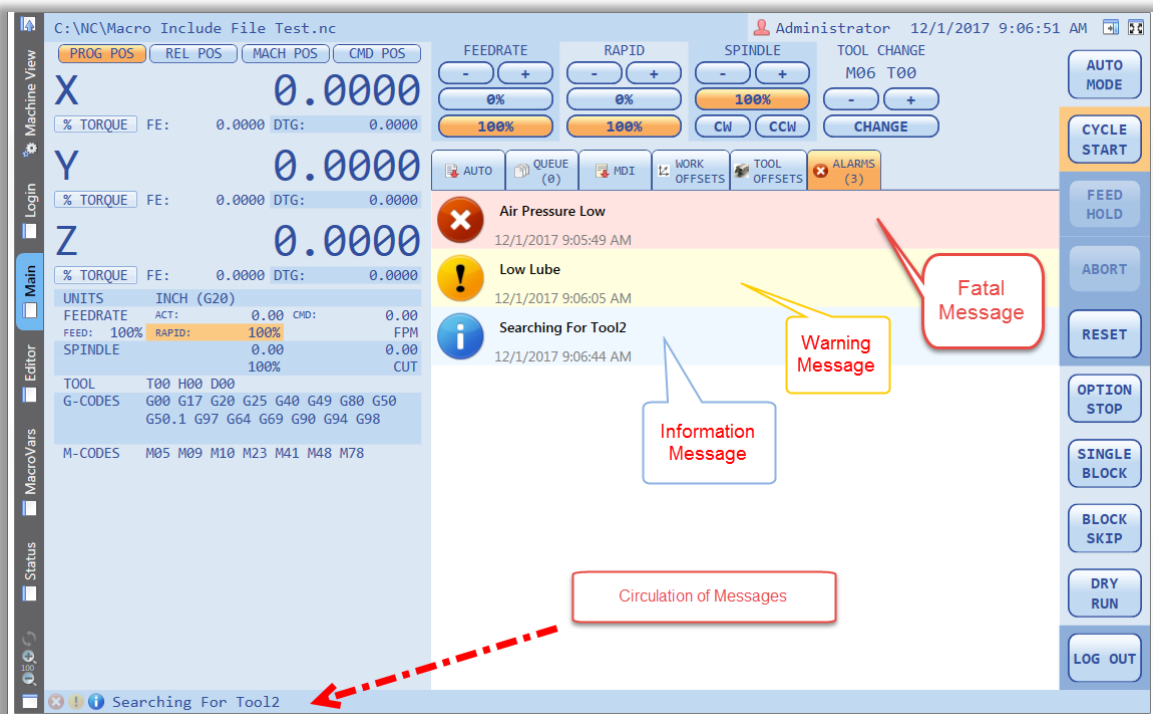 C:\NC\Macro Include File Test.nc
Administrator 12/1/2017 9:06:51 AM
Machine View
Login
Main
Editor
MacroVars
Status
100
PROG POS REL POS MACH POS CMD POS
X 0.0000
% TORQUE FE: 0.0000 DTG: 0.0000
Y 0.0000
% TORQUE FE: 0.0000 DTG: 0.0000
Z 0.0000
% TORQUE FE: 0.0000 DTG: 0.0000
UNITS INCH (G20)
FEEDRATE ACT: 0.00 CMD: 0.00
FEED: 100% RAPID: 100% FPM
SPINDLE 0.00 0.00
100% CUT
TOOL T00 H00 D00
G-CODES G00 G17 G20 G25 G40 G49 G80 G50
G50.1 G97 G64 G69 G90 G94 G98
M-CODES M05 M09 M10 M23 M41 M48 M78
FEEDRATE RAPID SPINDLE TOOL CHANGE
- + - + - + M06 T00
0% 0% 100% - +
100% 100% CW CCW CHANGE
AUTO
QUEUE
(0)
MDI
WORK
OFFSETS
TOOL
OFFSETS
ALARMS
(3)
Air Pressure Low
12/1/2017 9:05:49 AM
Low Lube
12/1/2017 9:06:05 AM
Searching For Tool2
12/1/2017 9:06:44 AM
Fatal
Message
Warning
Message
Information
Message
Circulation of Messages
AUTO
MODE
CYCLE
START
FEED
HOLD
ABORT
RESET
OPTION
STOP
SINGLE
BLOCK
BLOCK
SKIP
DRY
RUN
LOG OUT
Searching For Tool2